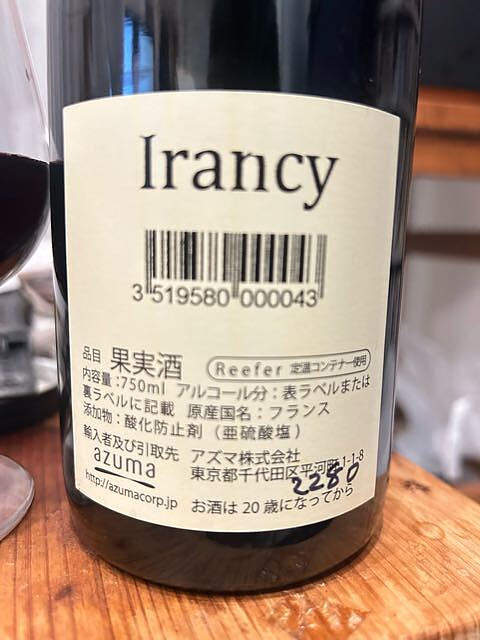 Irancy
3 519580 000043
品目 果実酒 Reefer 定温コンテナー使用
内容量:750ml アルコール分:表ラベルまたは
裏ラベルに記載 原産国名:フランス
添加物:酸化防止剤(亜硫酸塩)
輸入者及び引取先 アズマ株式会社
azuma 東京都千代田区平河町1-1-8
2280
http://azumacorp.jp お酒は20歳になってから